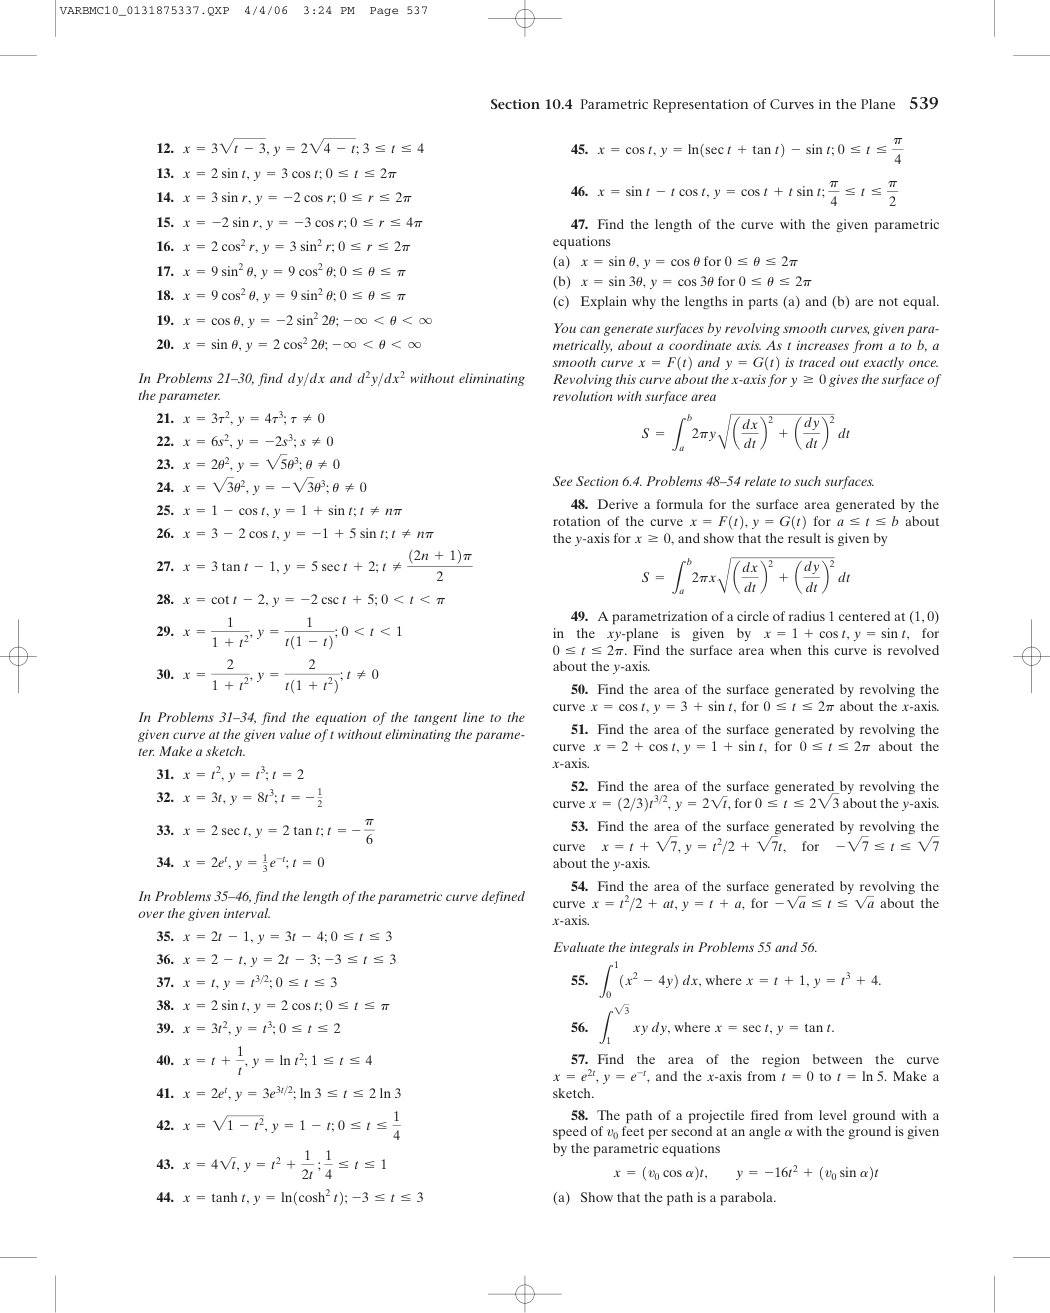 VARBMC10_0131875337.QXP 4/4/06 3:24 PM Page 537
Section 10.4 Parametric Representation of Curves in the Plane 539
12. x = 3√(t − 3), y = 2√(4 − t); 3 ≤ t ≤ 4
13. x = 2 sin t, y = 3 cos t; 0 ≤ t ≤ 2π
14. x = 3 sin r, y = −2 cos r; 0 ≤ r ≤ 2π
15. x = −2 sin r, y = −3 cos r; 0 ≤ r ≤ 4π
16. x = 2 cos² r, y = 3 sin² r; 0 ≤ r ≤ 2π
17. x = 9 sin² θ, y = 9 cos² θ; 0 ≤ θ ≤ π
18. x = 9 cos² θ, y = 9 sin² θ; 0 ≤ θ ≤ π
19. x = cos θ, y = −2 sin² 2θ; −∞ < θ < ∞
20. x = sin θ, y = 2 cos² 2θ; −∞ < θ < ∞
In Problems 21–30, find dy/dx and d²y/dx² without eliminating
the parameter.
21. x = 3τ², y = 4τ³; τ ≠ 0
22. x = 6s², y = −2s³; s ≠ 0
23. x = 2θ², y = √5θ³; θ ≠ 0
24. x = √3θ², y = −√3θ³; θ ≠ 0
25. x = 1 − cos t, y = 1 + sin t; t ≠ nπ
26. x = 3 − 2 cos t, y = −1 + 5 sin t; t ≠ nπ
27. x = 3 tan t − 1, y = 5 sec t + 2; t ≠ (2n + 1)π/2
28. x = cot t − 2, y = −2 csc t + 5; 0 < t < π
29. x = 1/(1 + t²), y = 1/(t(1 − t)); 0 < t < 1
30. x = 2/(1 + t²), y = 2/(t(1 + t²)); t ≠ 0
In Problems 31–34, find the equation of the tangent line to the
given curve at the given value of t without eliminating the parame-
ter. Make a sketch.
31. x = t², y = t³; t = 2
32. x = 3t, y = 8t³; t = −1/2
33. x = 2 sec t, y = 2 tan t; t = −π/6
34. x = 2eᵗ, y = 1/3 e⁻ᵗ; t = 0
In Problems 35–46, find the length of the parametric curve defined
over the given interval.
35. x = 2t − 1, y = 3t − 4; 0 ≤ t ≤ 3
36. x = 2 − t, y = 2t − 3; −3 ≤ t ≤ 3
37. x = t, y = t^(3/2); 0 ≤ t ≤ 3
38. x = 2 sin t, y = 2 cos t; 0 ≤ t ≤ π
39. x = 3t², y = t³; 0 ≤ t ≤ 2
40. x = t + 1/t, y = ln t²; 1 ≤ t ≤ 4
41. x = 2eᵗ, y = 3e^(3t/2); ln 3 ≤ t ≤ 2 ln 3
42. x = √(1 − t²), y = 1 − t; 0 ≤ t ≤ 1/4
43. x = 4√t, y = t² + 1/(2t); 1/4 ≤ t ≤ 1
44. x = tanh t, y = ln(cosh² t); −3 ≤ t ≤ 3
45. x = cos t, y = ln(sec t + tan t) − sin t; 0 ≤ t ≤ π/4
46. x = sin t − t cos t, y = cos t + t sin t; π/4 ≤ t ≤ π/2
47. Find the length of the curve with the given parametric
equations
(a) x = sin θ, y = cos θ for 0 ≤ θ ≤ 2π
(b) x = sin 3θ, y = cos 3θ for 0 ≤ θ ≤ 2π
(c) Explain why the lengths in parts (a) and (b) are not equal.
You can generate surfaces by revolving smooth curves, given para-
metrically, about a coordinate axis. As t increases from a to b, a
smooth curve x = F(t) and y = G(t) is traced out exactly once.
Revolving this curve about the x-axis for y ≥ 0 gives the surface of
revolution with surface area
S = ∫ₐᵇ 2πy√((dx/dt)² + (dy/dt)²) dt
See Section 6.4. Problems 48–54 relate to such surfaces.
48. Derive a formula for the surface area generated by the
rotation of the curve x = F(t), y = G(t) for a ≤ t ≤ b about
the y-axis for x ≥ 0, and show that the result is given by
S = ∫ₐᵇ 2πx√((dx/dt)² + (dy/dt)²) dt
49. A parametrization of a circle of radius 1 centered at (1, 0)
in the xy-plane is given by x = 1 + cos t, y = sin t, for
0 ≤ t ≤ 2π. Find the surface area when this curve is revolved
about the y-axis.
50. Find the area of the surface generated by revolving the
curve x = cos t, y = 3 + sin t, for 0 ≤ t ≤ 2π about the x-axis.
51. Find the area of the surface generated by revolving the
curve x = 2 + cos t, y = 1 + sin t, for 0 ≤ t ≤ 2π about the
x-axis.
52. Find the area of the surface generated by revolving the
curve x = (2/3)t^(3/2), y = 2√t, for 0 ≤ t ≤ 2√3 about the y-axis.
53. Find the area of the surface generated by revolving the
curve x = t + √7, y = t²/2 + √7t, for −√7 ≤ t ≤ √7
about the y-axis.
54. Find the area of the surface generated by revolving the
curve x = t²/2 + at, y = t + a, for −√a ≤ t ≤ √a about the
x-axis.
Evaluate the integrals in Problems 55 and 56.
55. ∫₀¹ (x² − 4y) dx, where x = t + 1, y = t³ + 4.
56. ∫₁^√3 xy dy, where x = sec t, y = tan t.
57. Find the area of the region between the curve
x = e²ᵗ, y = e⁻ᵗ, and the x-axis from t = 0 to t = ln 5. Make a
sketch.
58. The path of a projectile fired from level ground with a
speed of v₀ feet per second at an angle α with the ground is given
by the parametric equations
x = (v₀ cos α)t, y = −16t² + (v₀ sin α)t
(a) Show that the path is a parabola.